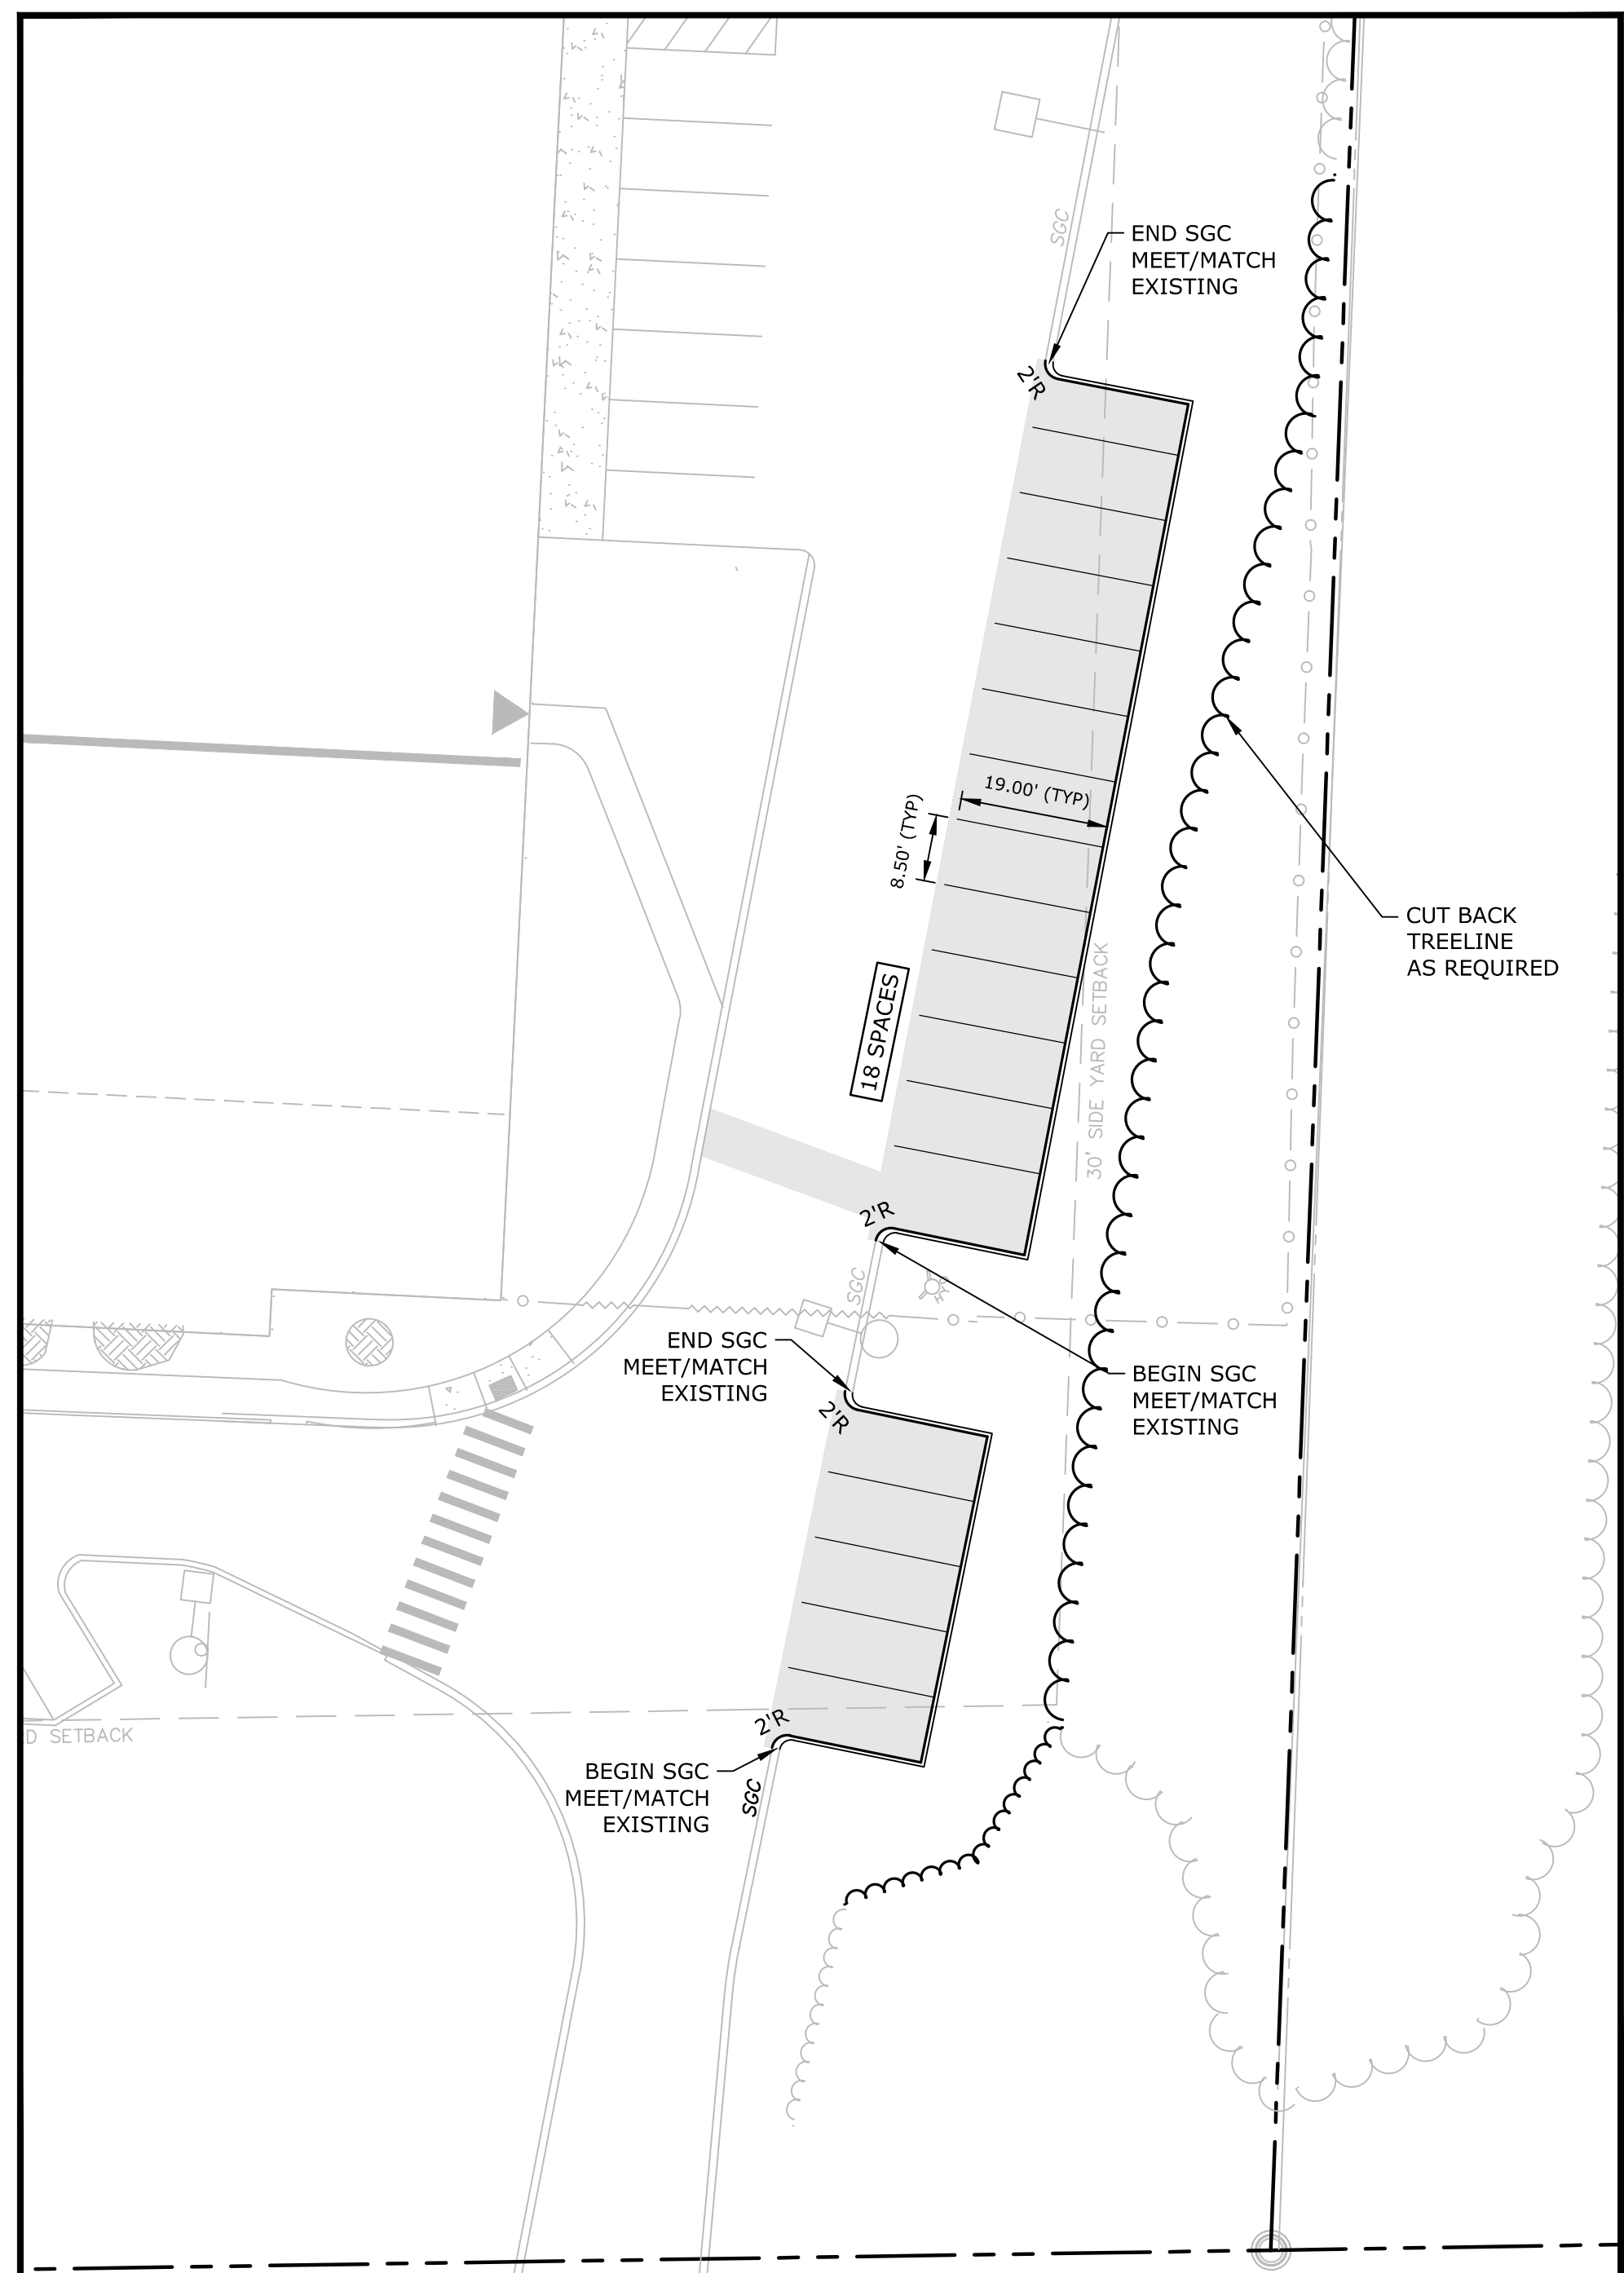 SGC
END SGC
MEET/MATCH
EXISTING
2'R
19.00' (TYP)
8.50' (TYP)
CUT BACK
TREELINE
AS REQUIRED
18 SPACES
30' SIDE YARD SETBACK
2'R
SGC
END SGC
MEET/MATCH
EXISTING
BEGIN SGC
MEET/MATCH
EXISTING
2'R
2'R
D SETBACK
BEGIN SGC
MEET/MATCH
EXISTING
SGC